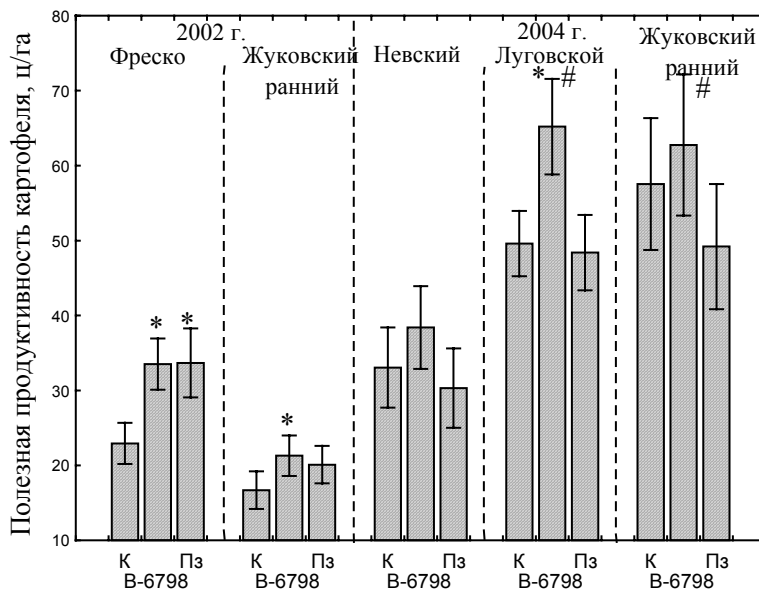 Полезная продуктивность картофеля, ц/га
80
70
60
50
40
30
20
10
2002 г.
2004 г.
Фреско
Жуковский
ранний
Невский
Луговской
Жуковский
ранний
* *
*
* #
#
К Пз
В-6798
К Пз
В-6798
К Пз
В-6798
К Пз
В-6798
К Пз
В-6798